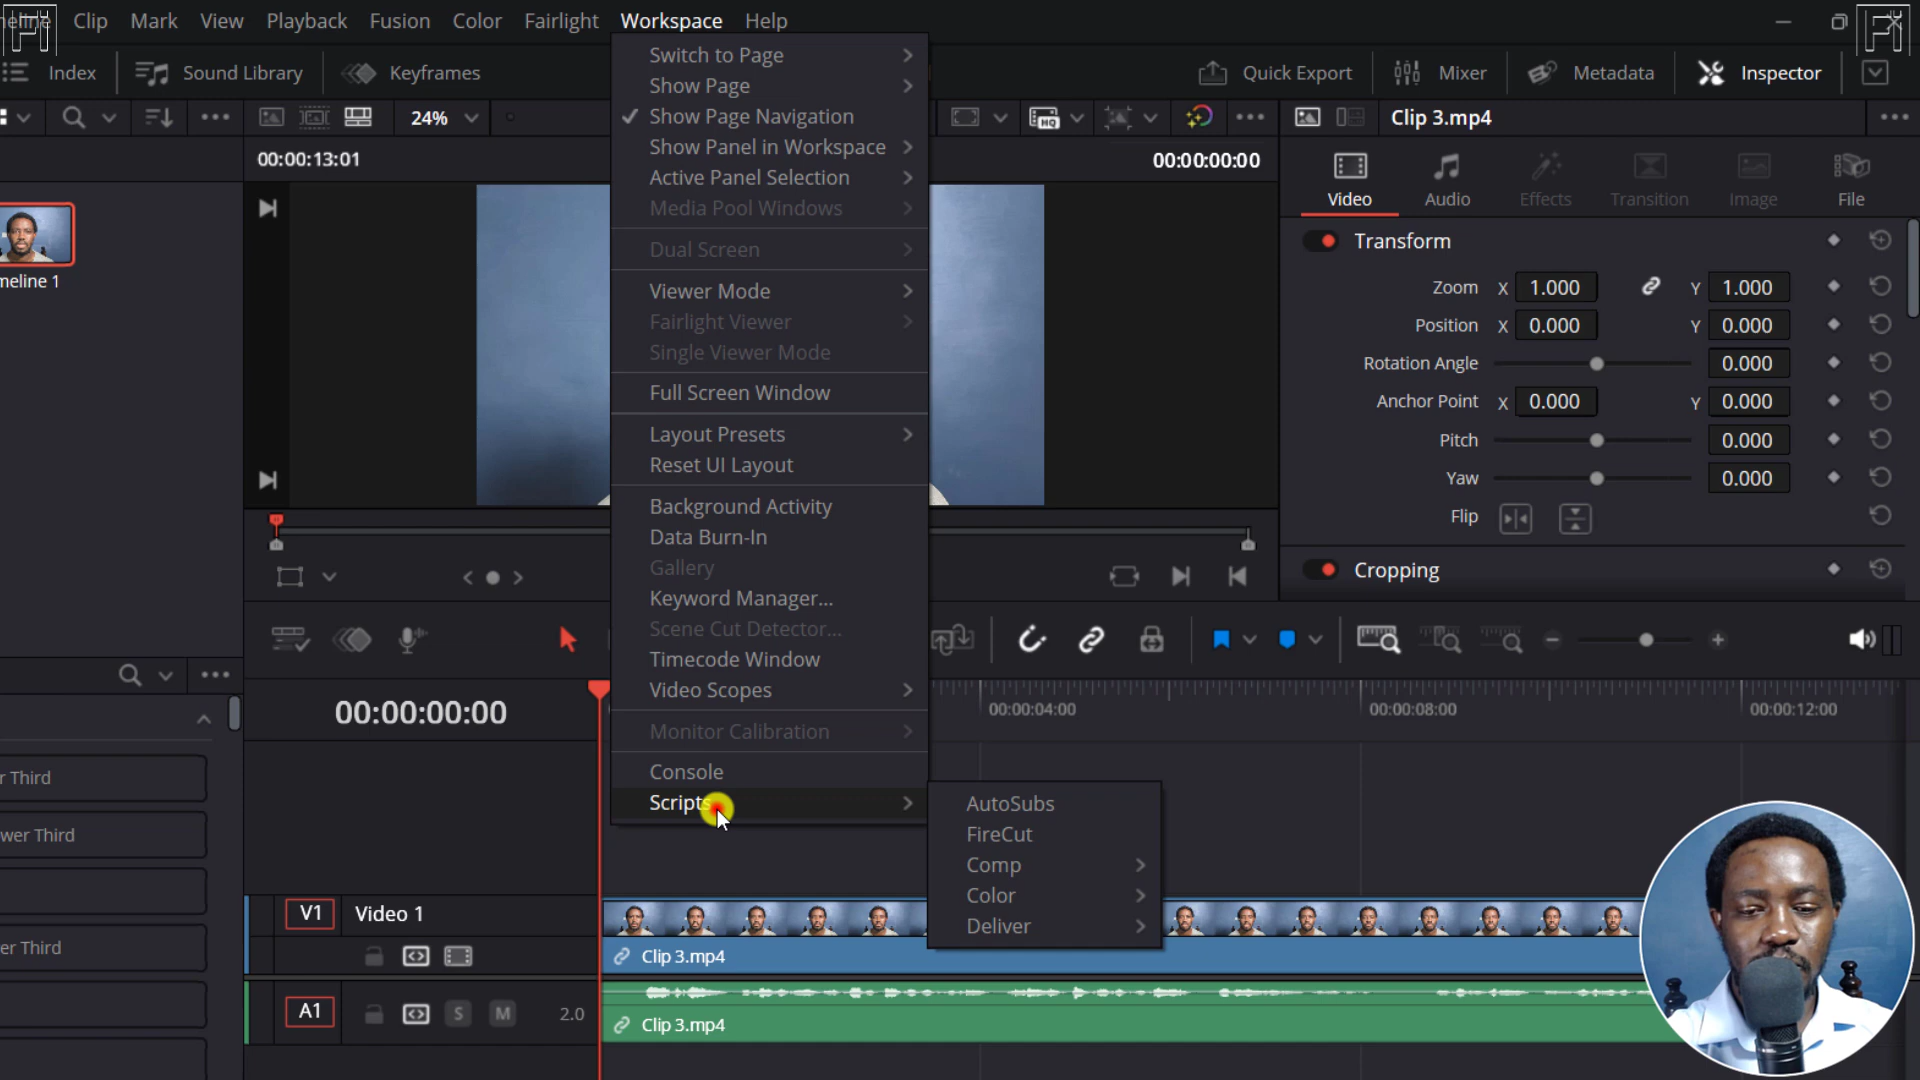 Fi
Clip Mark View Playback Fusion Color Fairlight Workspace Help
Fi
Index Sound Library Keyframes
Quick Export Mixer Metadata Inspector
24%
Clip 3.mp4
00:00:13:01
00:00:00:00
Video Audio Effects Transition Image File
meline 1
Switch to Page
Show Page
Show Page Navigation
Show Panel in Workspace
Active Panel Selection
Media Pool Windows
Dual Screen
Viewer Mode
Fairlight Viewer
Single Viewer Mode
Full Screen Window
Layout Presets
Reset UI Layout
Background Activity
Data Burn-In
Gallery
Keyword Manager...
Scene Cut Detector...
Timecode Window
Video Scopes
Monitor Calibration
Console
Scripts
AutoSubs
FireCut
Comp
Color
Deliver
Transform
Zoom X 1.000 Y 1.000
Position X 0.000 Y 0.000
Rotation Angle 0.000
Anchor Point X 0.000 Y 0.000
Pitch 0.000
Yaw 0.000
Flip
Cropping
HQ
00:00:00:00
00:00:04:00 00:00:08:00 00:00:12:00
r Third
wer Third
er Third
V1 Video 1
Clip 3.mp4
A1 S M 2.0
Clip 3.mp4